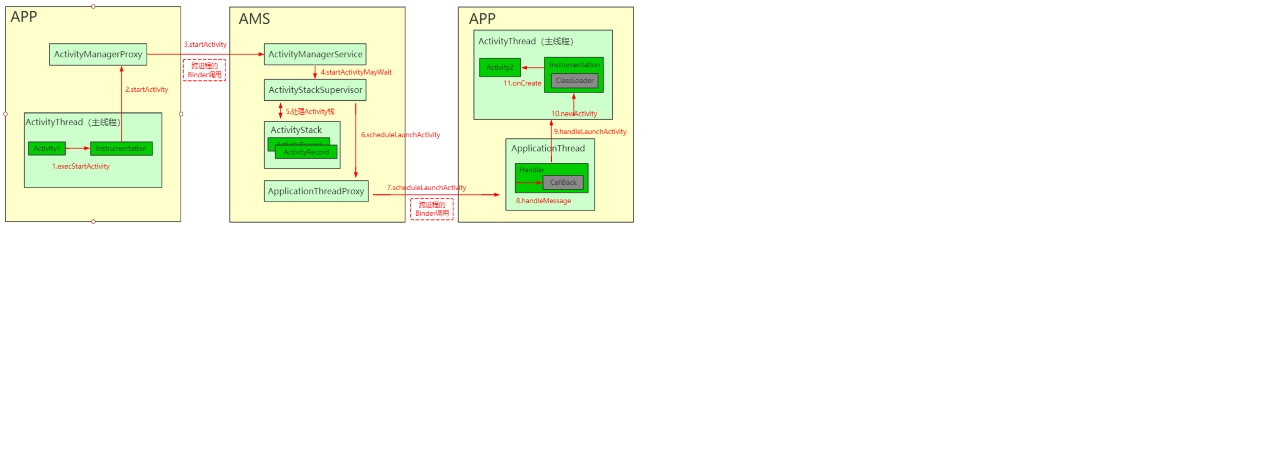 APP
ActivityManagerProxy
2.startActivity
ActivityThread（主线程）
Activity1
Instrumentation
1.execStartActivity
3.startActivity
跨进程的
Binder调用
AMS
ActivityManagerService
4.startActivityMayWait
ActivityStackSupervisor
5.处理Activity栈
ActivityStack
ActivityRecord
ActivityRecord
6.scheduleLaunchActivity
ApplicationThreadProxy
7.scheduleLaunchActivity
跨进程的
Binder调用
APP
ActivityThread（主线程）
Activity2
Instrumentation
ClassLoader
11.onCreate
10.newActivity
9.handleLaunchActivity
ApplicationThread
Handler
CallBack
8.handleMessage